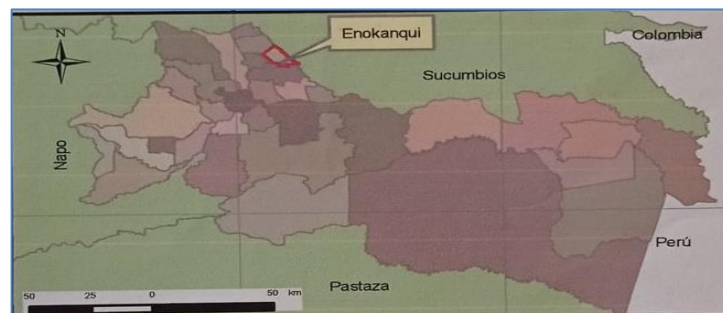 N
Enokanqui
Colombia
Sucumbios
Napo
Perú
Pastaza
50 25 0 50 km